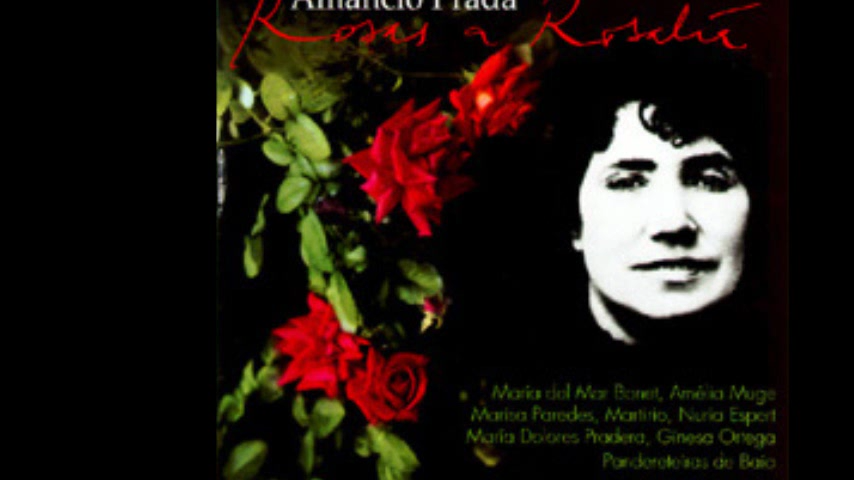 Amancio Prada
Rosas a Rosalía
María del Mar Bonet, Amélia Muge
Marisa Paredes, Martirio, Nuria Espert
María Dolores Pradera, Ginesa Ortega
Pandereteiras de Baio